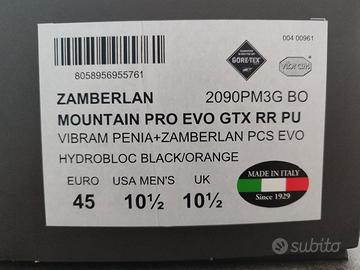 GORE-TEX
004 00961
8058956955761
ZAMBERLAN 2090PM3G BO
MOUNTAIN PRO EVO GTX RR PU
VIBRAM PENIA+ZAMBERLAN PCS EVO
HYDROBLOC BLACK/ORANGE
EURO USA MEN'S UK
45 10½ 10½
MADE IN ITALY
Since 1929
subito